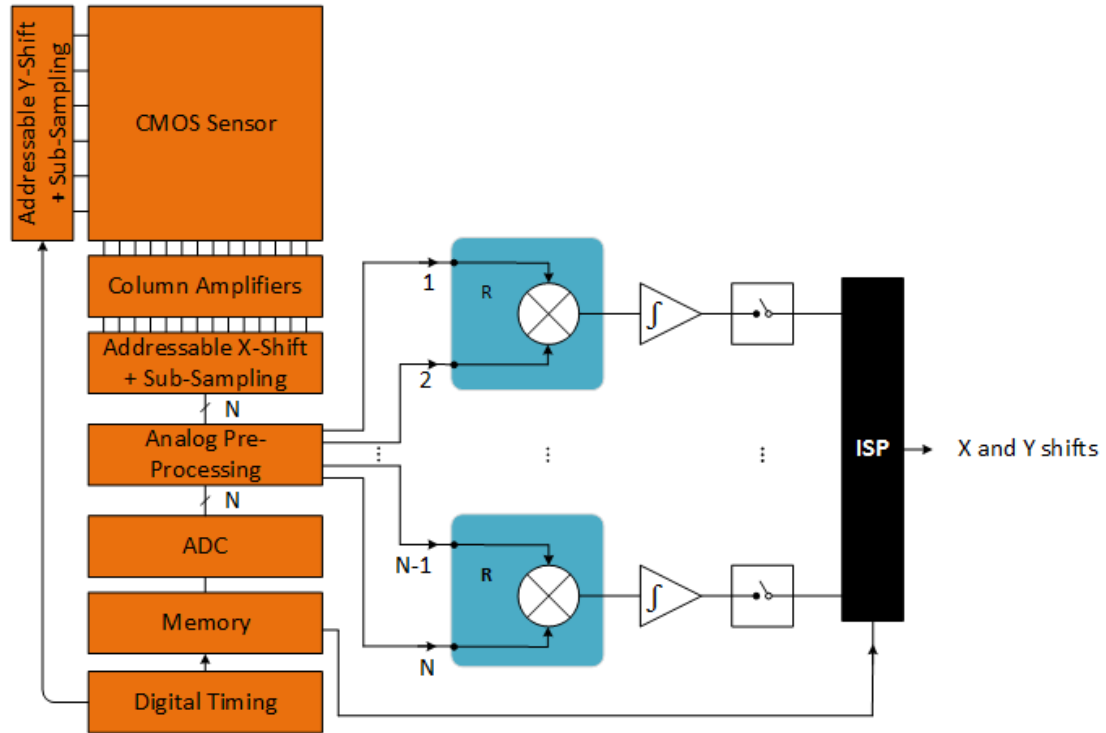 Addressable Y-Shift
+ Sub-Sampling
CMOS Sensor
Column Amplifiers
Addressable X-Shift
+ Sub-Sampling
N
Analog Pre-
Processing
N
ADC
Memory
Digital Timing
1
R
2
N-1
R
N
ISP
X and Y shifts